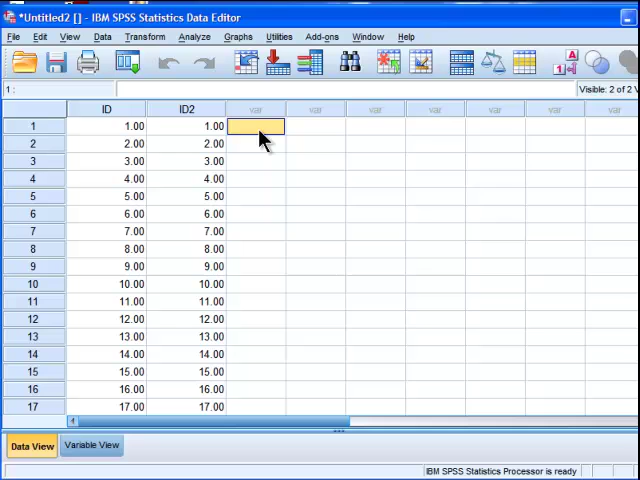 *Untitled2 [] - IBM SPSS Statistics Data Editor
File Edit View Data Transform Analyze Graphs Utilities Add-ons Window Help
1 :
Visible: 2 of 2 V
ID ID2 var var var var var var var
1 1.00 1.00
2 2.00 2.00
3 3.00 3.00
4 4.00 4.00
5 5.00 5.00
6 6.00 6.00
7 7.00 7.00
8 8.00 8.00
9 9.00 9.00
10 10.00 10.00
11 11.00 11.00
12 12.00 12.00
13 13.00 13.00
14 14.00 14.00
15 15.00 15.00
16 16.00 16.00
17 17.00 17.00
Data View Variable View
IBM SPSS Statistics Processor is ready